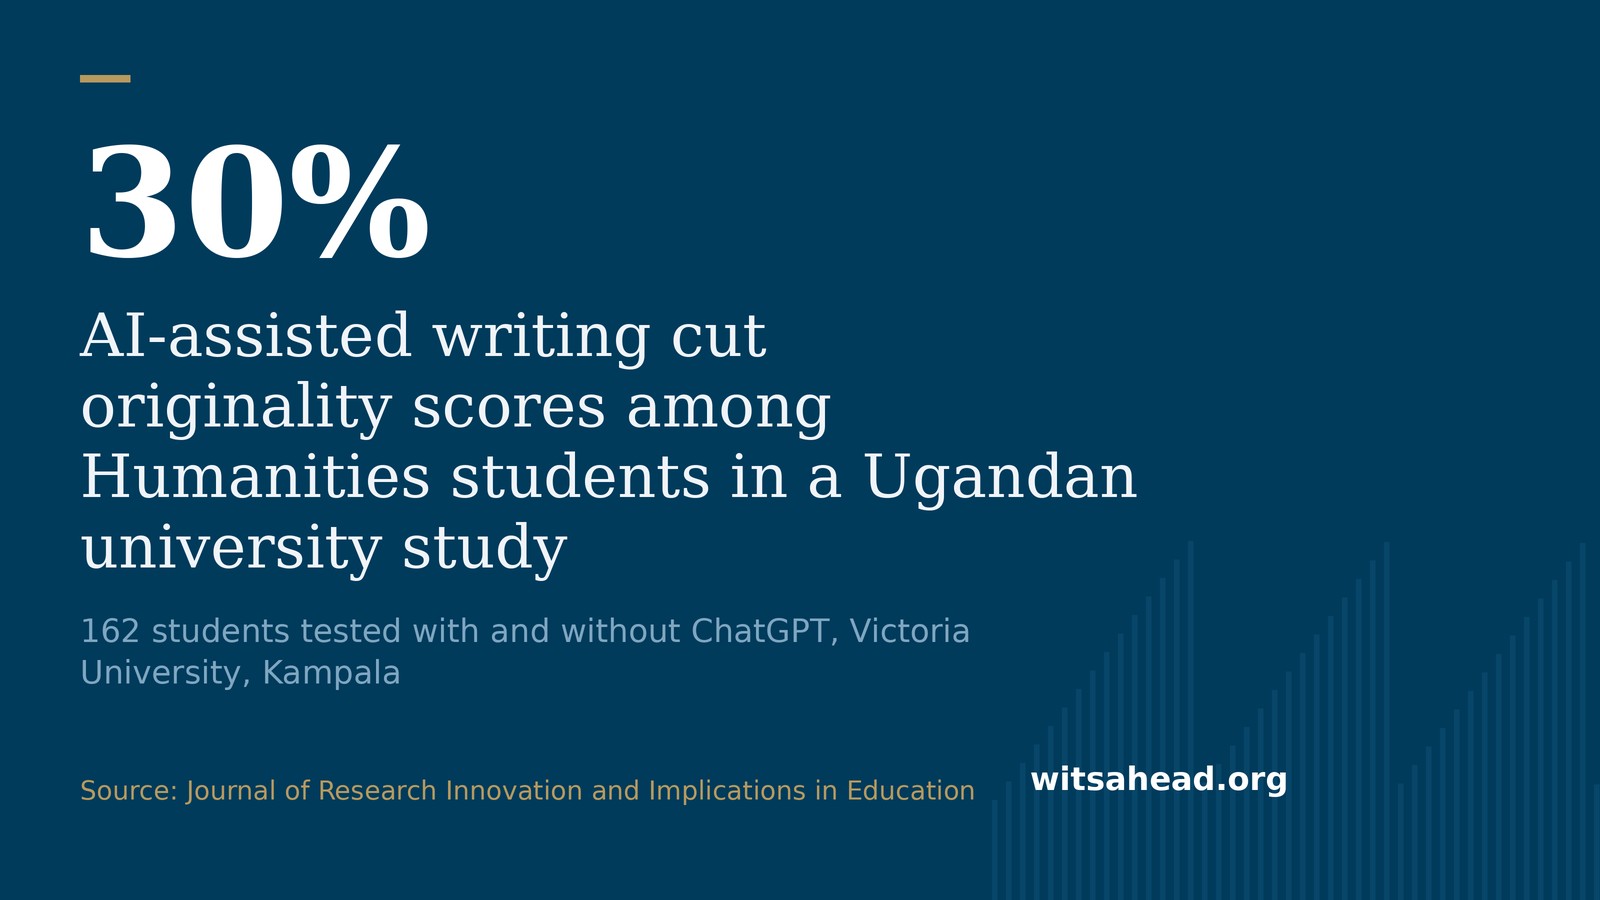 30%
AI-assisted writing cut
originality scores among
Humanities students in a Ugandan
university study
162 students tested with and without ChatGPT, Victoria
University, Kampala
Source: Journal of Research Innovation and Implications in Education
witsahead.org